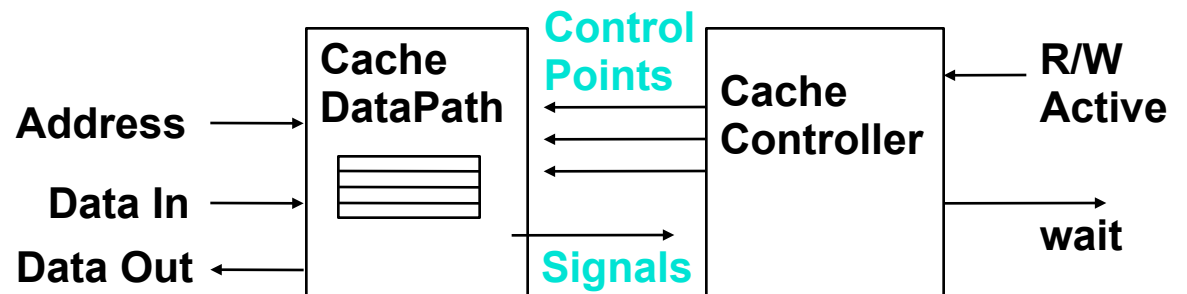 Control
Points
Cache
DataPath
Cache
Controller
R/W
Active
Address
Data In
Data Out
Signals
wait